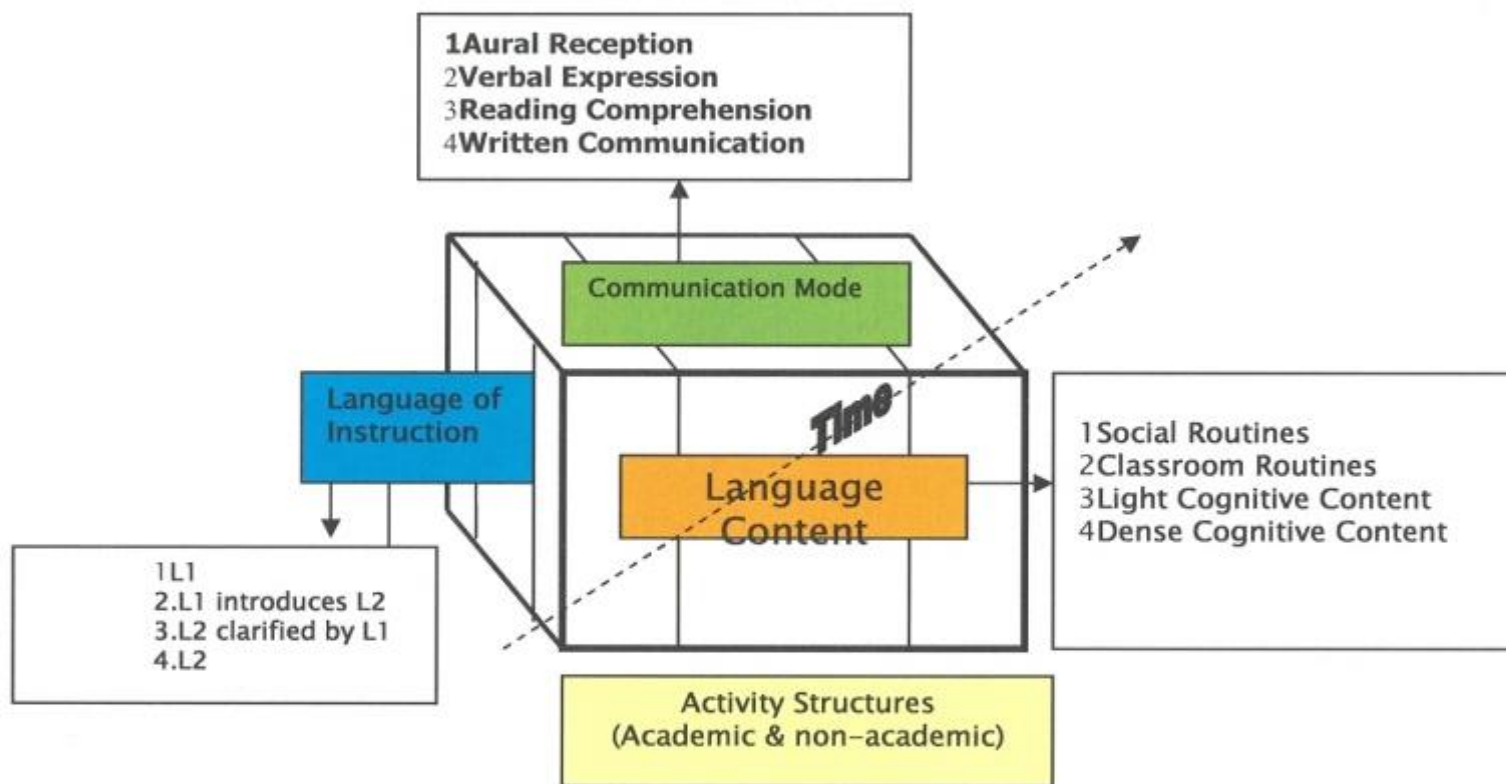 1Aural Reception
2Verbal Expression
3Reading Comprehension
4Written Communication
Communication Mode
Language of
Instruction
Time
Language
Content
1Social Routines
2Classroom Routines
3Light Cognitive Content
4Dense Cognitive Content
1L1
2.L1 introduces L2
3.L2 clarified by L1
4.L2
Activity Structures
(Academic & non-academic)